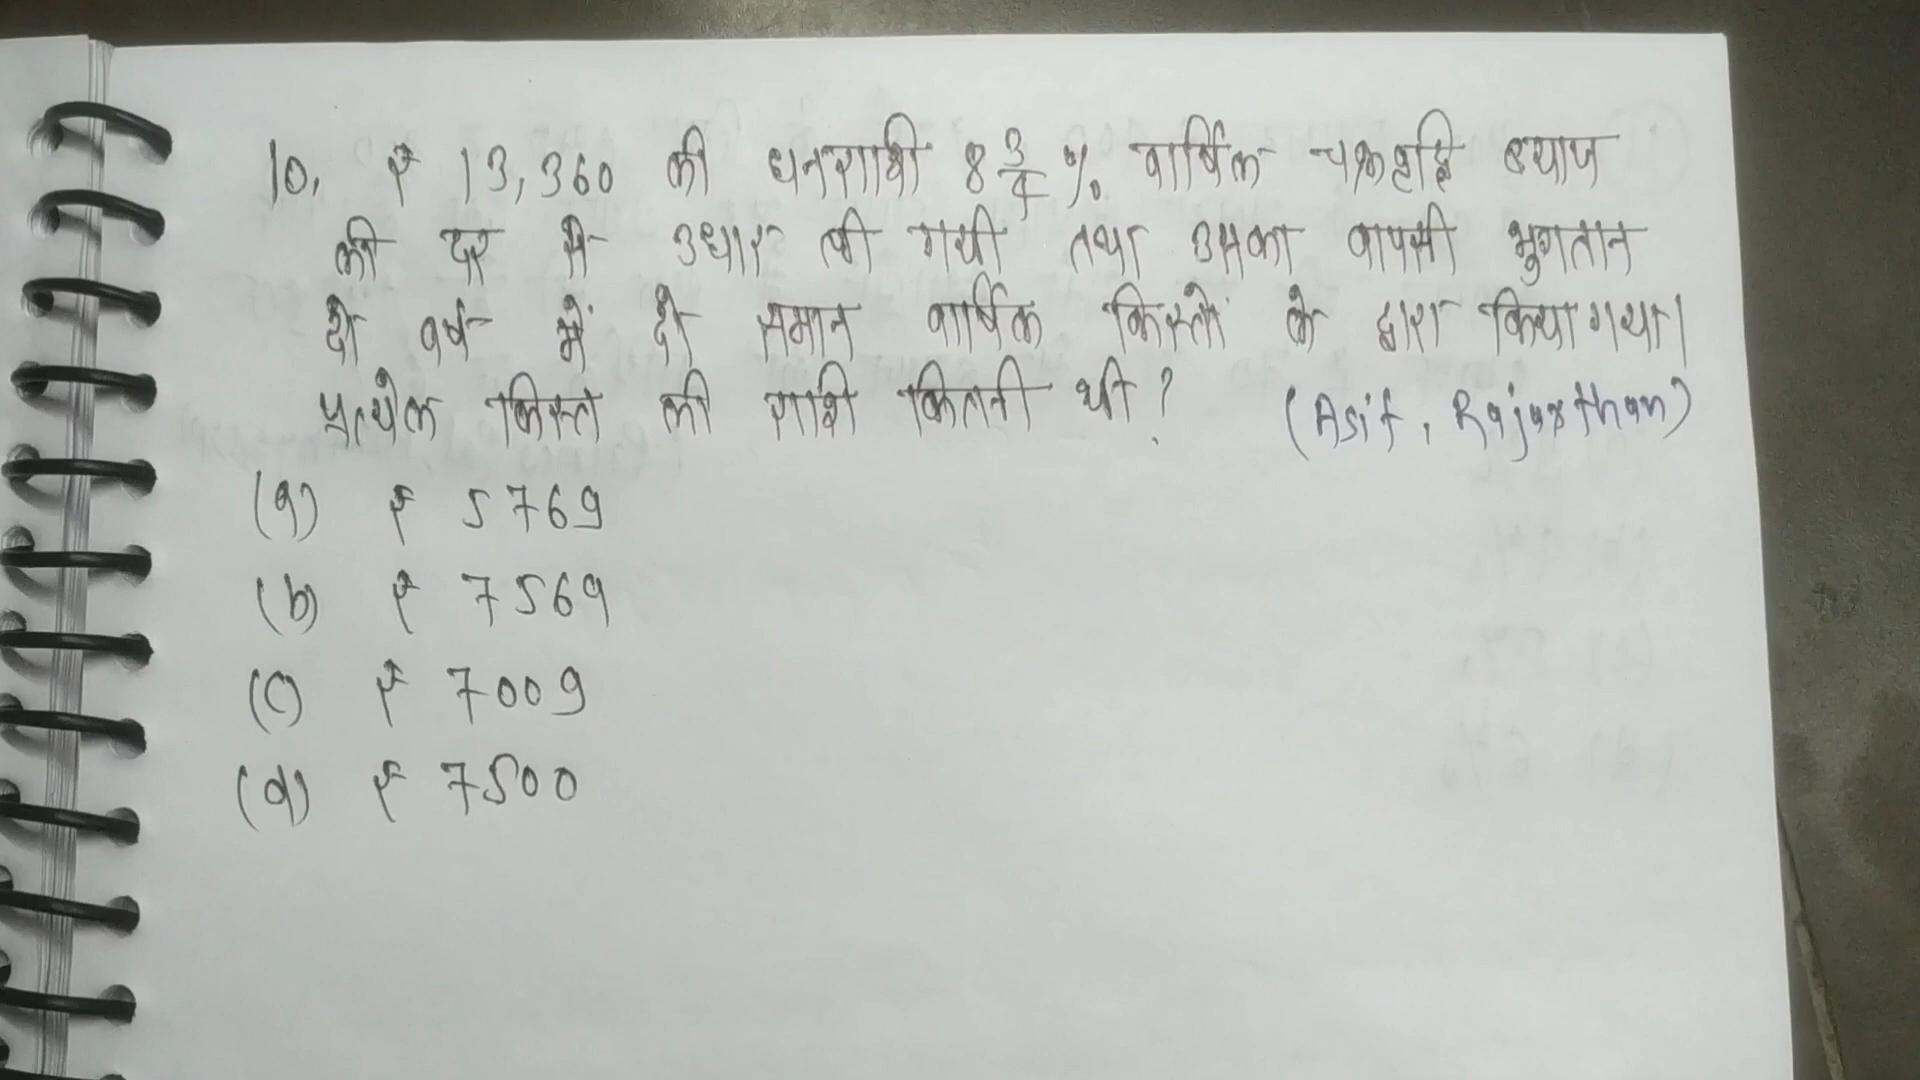 10. ₹ 13,360 की धनराशी 8 3/4 % वार्षिक चक्रवृद्धि ब्याज
की दर से उधार ली गयी तथा उसका वापसी भुगतान
दो वर्ष में दो समान वार्षिक किस्तों के द्वारा किया गया।
प्रत्येक किस्त की राशि कितनी थी? (Asif, Rajasthan)
(a) ₹ 5769
(b) ₹ 7569
(c) ₹ 7009
(d) ₹ 7500